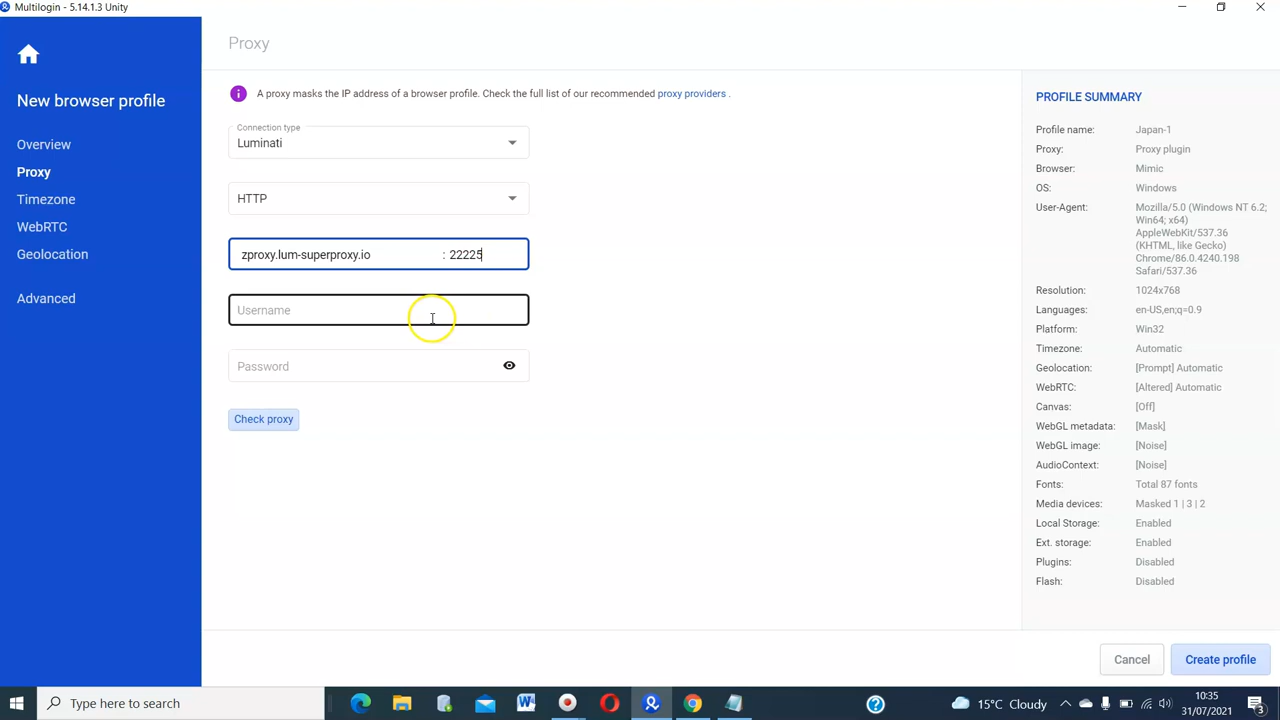 Multilogin - 5.14.1.3 Unity
New browser profile
Overview
Proxy
Timezone
WebRTC
Geolocation
Advanced
Proxy
A proxy masks the IP address of a browser profile. Check the full list of our recommended proxy providers .
Connection type
Luminati
HTTP
zproxy.lum-superproxy.io : 22225
Username
Password
Check proxy
PROFILE SUMMARY
Profile name: Japan-1
Proxy: Proxy plugin
Browser: Mimic
OS: Windows
User-Agent: Mozilla/5.0 (Windows NT 6.2;
Win64; x64)
AppleWebKit/537.36
(KHTML, like Gecko)
Chrome/86.0.4240.198
Safari/537.36
Resolution: 1024x768
Languages: en-US,en;q=0.9
Platform: Win32
Timezone: Automatic
Geolocation: [Prompt] Automatic
WebRTC: [Altered] Automatic
Canvas: [Off]
WebGL metadata: [Mask]
WebGL image: [Noise]
AudioContext: [Noise]
Fonts: Total 87 fonts
Media devices: Masked 1 | 3 | 2
Local Storage: Enabled
Ext. storage: Enabled
Plugins: Disabled
Flash: Disabled
Cancel
Create profile
Type here to search
15°C Cloudy
10:35
31/07/2021
3